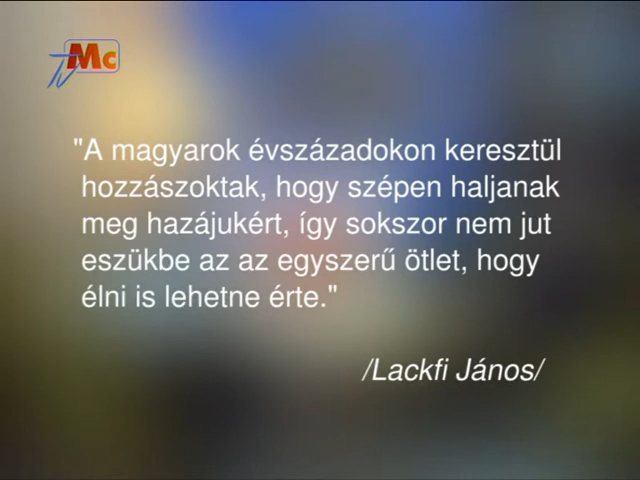 TV Mc
"A magyarok évszázadokon keresztül
hozzászoktak, hogy szépen haljanak
meg hazájukért, így sokszor nem jut
eszükbe az az egyszerű ötlet, hogy
élni is lehetne érte."
/Lackfi János/